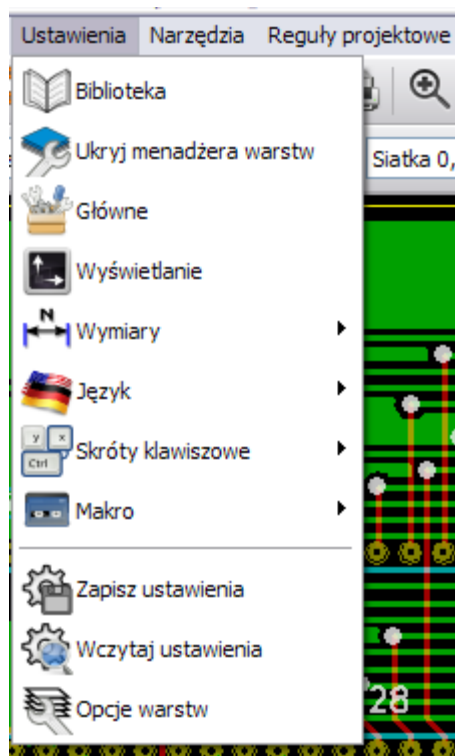 Ustawienia Narzędzia Reguły projektowe
Biblioteka
Ukryj menadżera warstw
Siatka 0,
Główne
Wyświetlanie
N
Wymiary
Język
y x
Ctrl
Skróty klawiszowe
Makro
Zapisz ustawienia
Wczytaj ustawienia
Opcje warstw
28